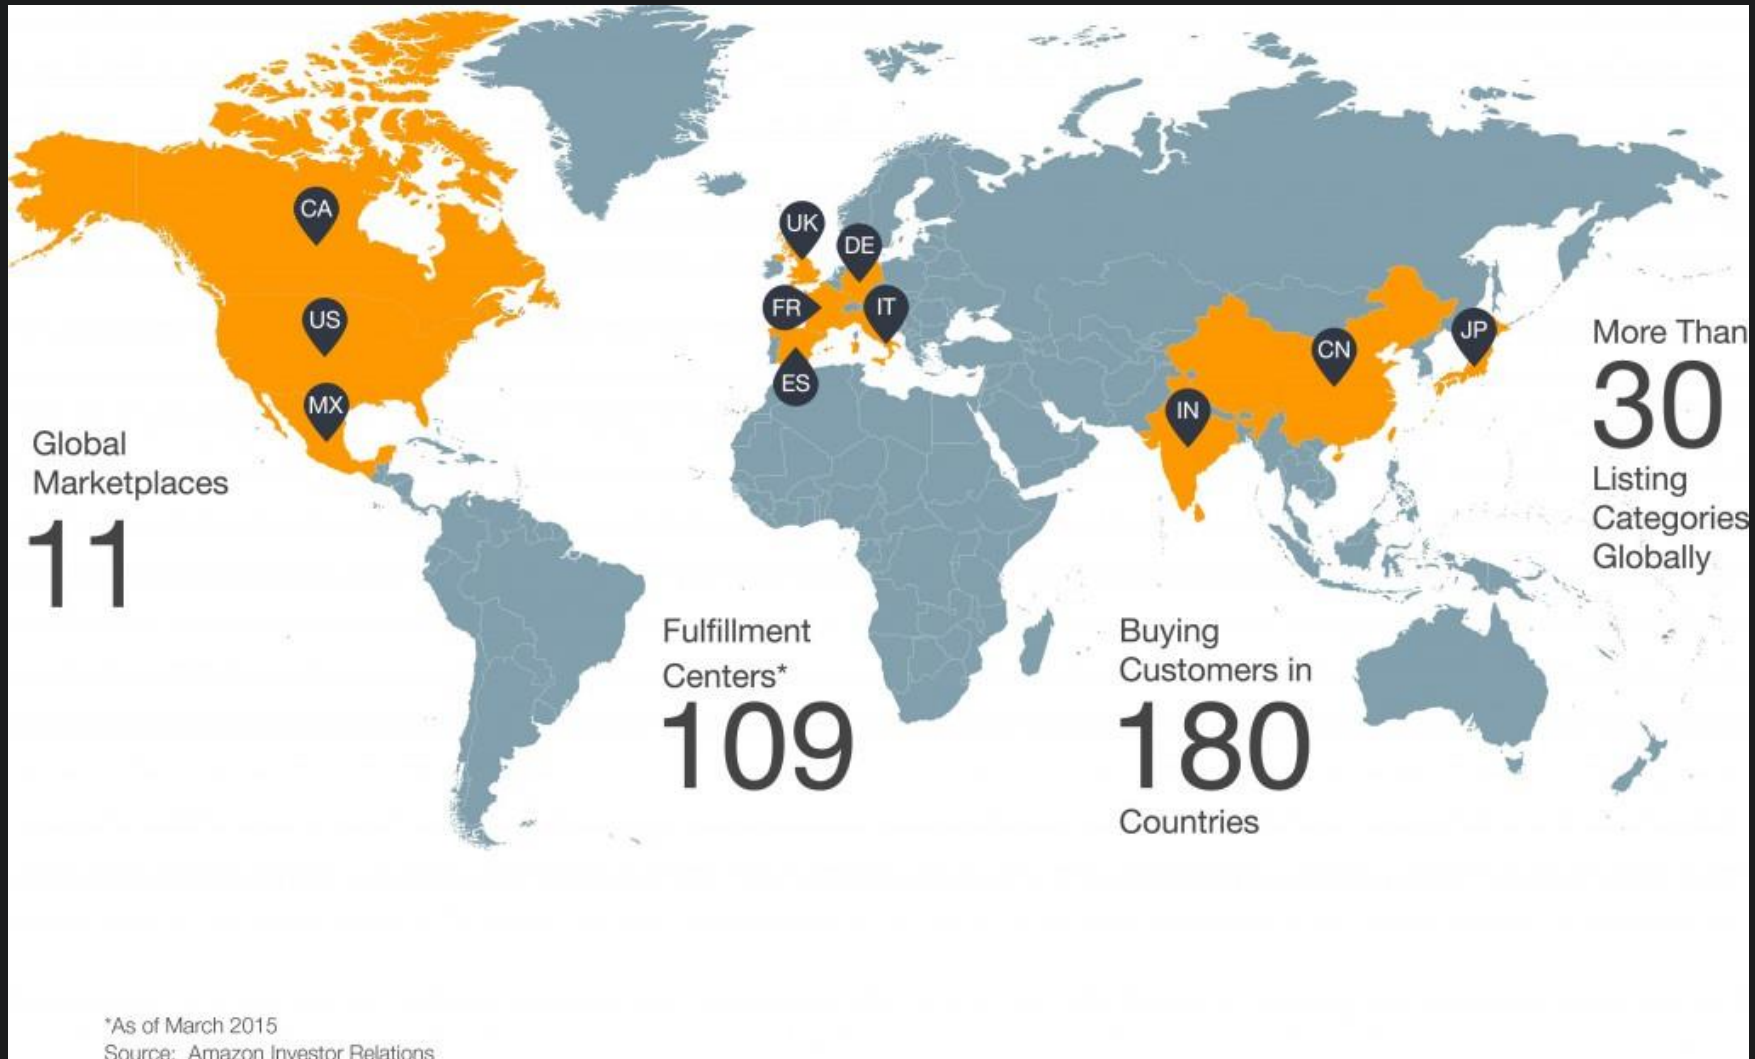 CA
US
MX
UK
DE
FR
IT
ES
CN
JP
IN
Global
Marketplaces
11
Fulfillment
Centers*
109
Buying
Customers in
180
Countries
More Than
30
Listing
Categories
Globally
*As of March 2015
Source: Amazon Investor Relations